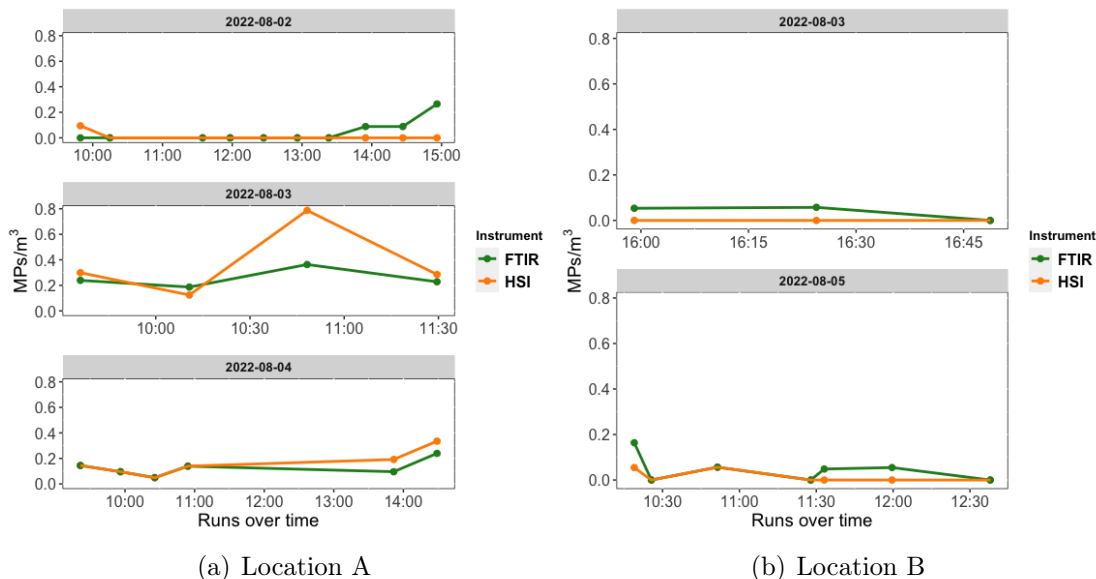 2022-08-02
0.8
0.6
0.4
0.2
0.0
10:00 11:00 12:00 13:00 14:00 15:00
2022-08-03
0.8
0.6
0.4
0.2
0.0
10:00 10:30 11:00 11:30
2022-08-04
0.8
0.6
0.4
0.2
0.0
10:00 11:00 12:00 13:00 14:00
MPs/m³
Runs over time
Instrument
FTIR
HSI
(a) Location A
2022-08-03
0.8
0.6
0.4
0.2
0.0
16:00 16:15 16:30 16:45
2022-08-05
0.8
0.6
0.4
0.2
0.0
10:30 11:00 11:30 12:00 12:30
MPs/m³
Runs over time
Instrument
FTIR
HSI
(b) Location B